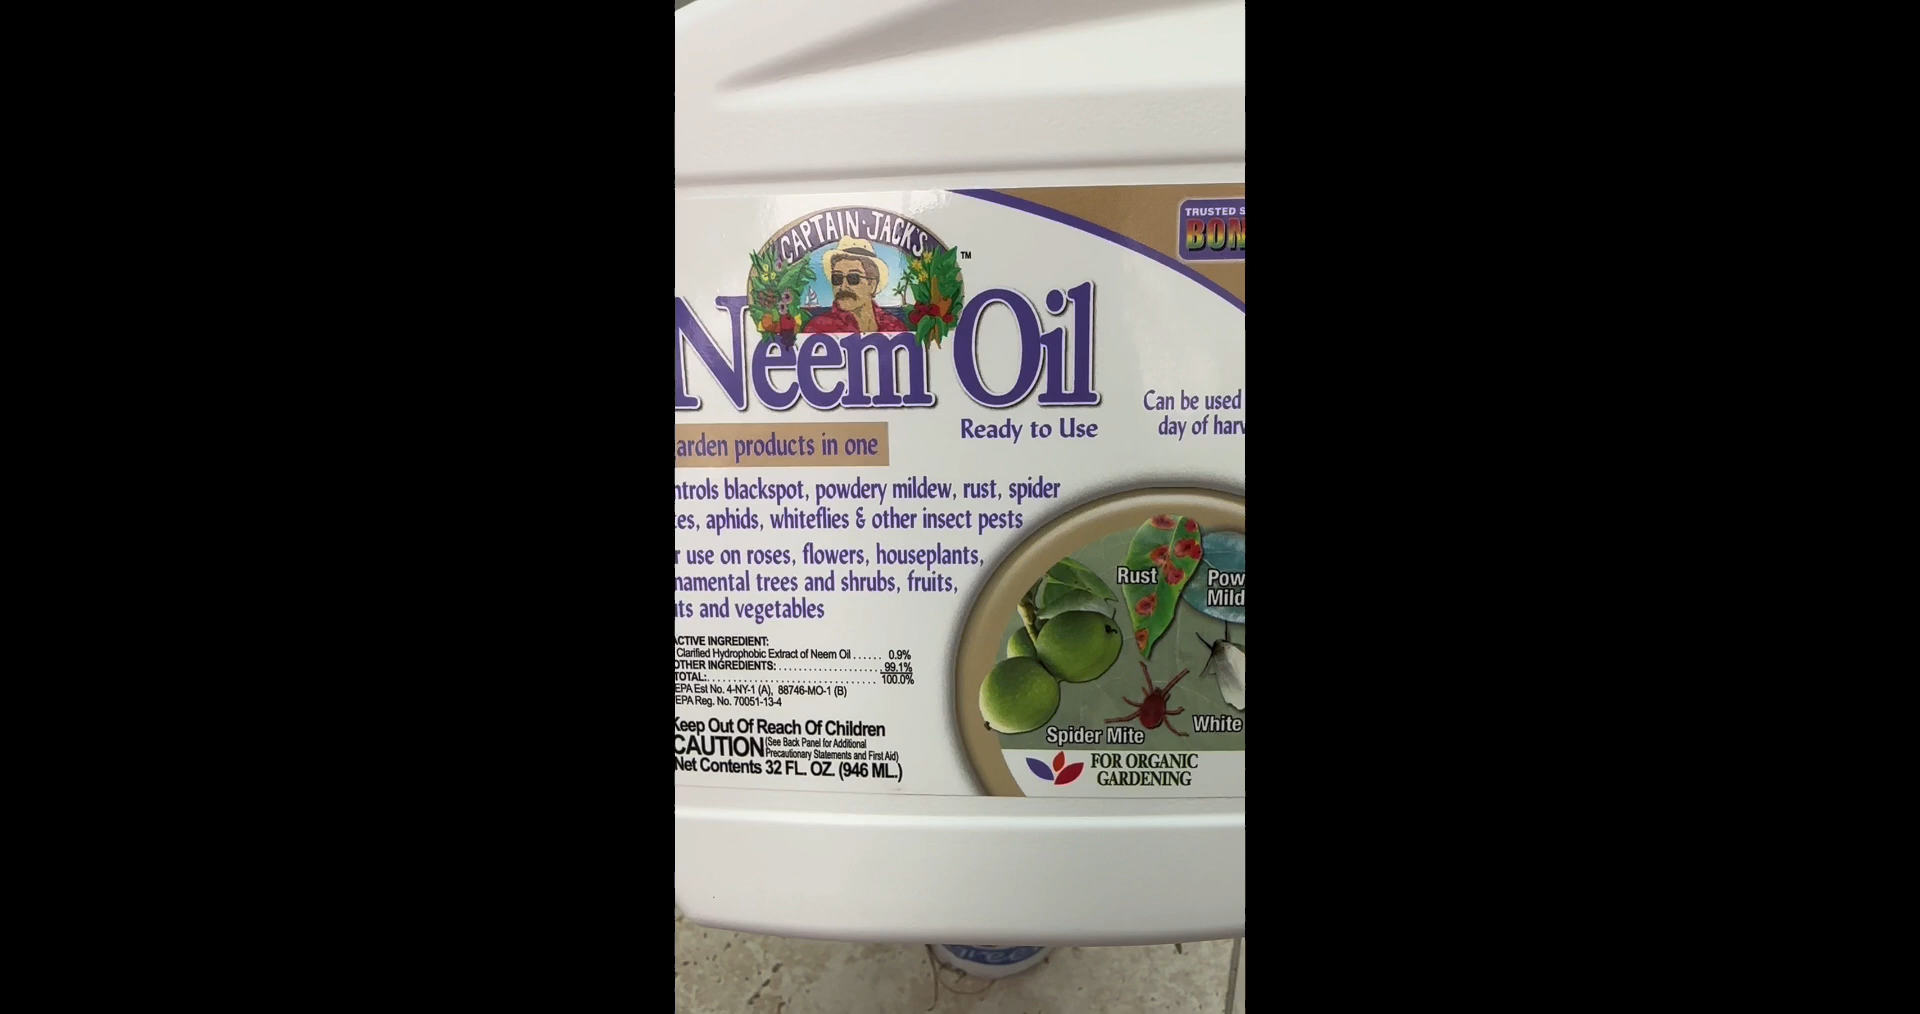 CAPTAIN·JACK'S
TM
TRUSTED
BON
Neem Oil
Ready to Use
Can be used
day of harv
arden products in one
ntrols blackspot, powdery mildew, rust, spider
es, aphids, whiteflies & other insect pests
r use on roses, flowers, houseplants,
namental trees and shrubs, fruits,
ts and vegetables
ACTIVE INGREDIENT:
Clarified Hydrophobic Extract of Neem Oil ...... 0.9%
OTHER INGREDIENTS: ..................... 99.1%
TOTAL: ................................ 100.0%
EPA Est No. 4-NY-1 (A), 88746-MO-1 (B)
EPA Reg. No. 70051-13-4
Keep Out Of Reach Of Children
CAUTION (See Back Panel for Additional
Precautionary Statements and First Aid)
Net Contents 32 FL. OZ. (946 ML.)
Rust
Pow
Mild
Spider Mite
White
FOR ORGANIC
GARDENING